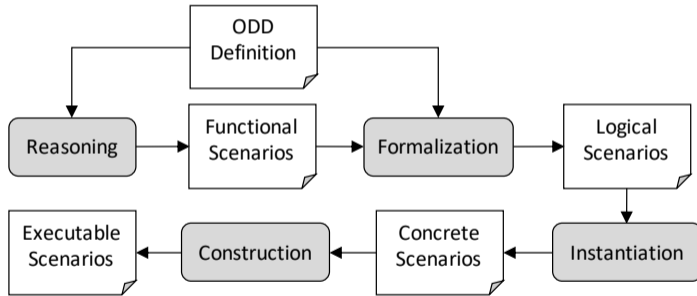 ODD
Definition
Reasoning
Functional
Scenarios
Formalization
Logical
Scenarios
Executable
Scenarios
Construction
Concrete
Scenarios
Instantiation